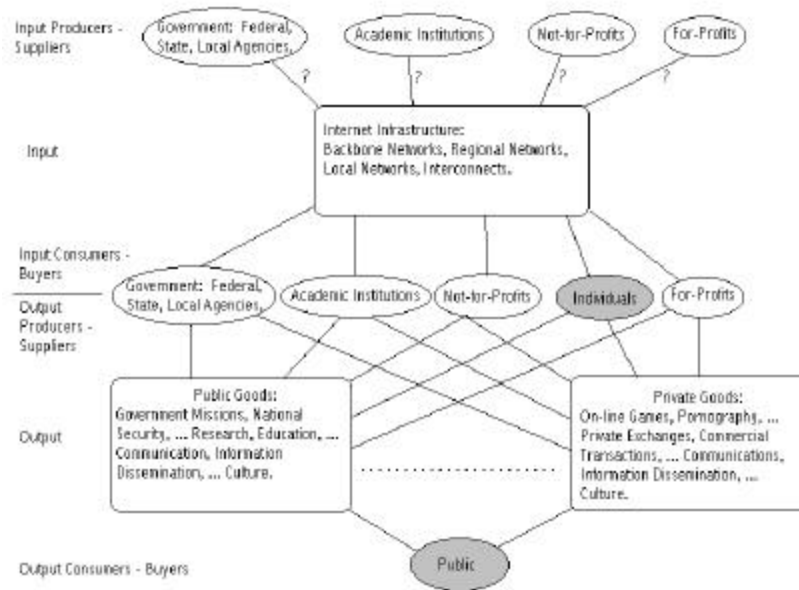 Input Producers -
Suppliers
Government: Federal,
State, Local Agencies,
Academic Institutions
Not-for-Profits
For-Profits
?
?
?
?
Input
Internet Infrastructure:
Backbone Networks, Regional Networks,
Local Networks, Interconnects.
Input Consumers -
Buyers
Output
Producers -
Suppliers
Government: Federal,
State, Local Agencies,
Academic Institutions
Not-for-Profits
Individuals
For-Profits
Output
Public Goods:
Government Missions, National
Security, ... Research, Education, ...
Communication, Information
Dissemination, ... Culture.
Private Goods:
On-line Games, Pornography, ...
Private Exchanges, Commercial
Transactions, ... Communications,
Information Dissemination, ...
Culture.
Output Consumers - Buyers
Public